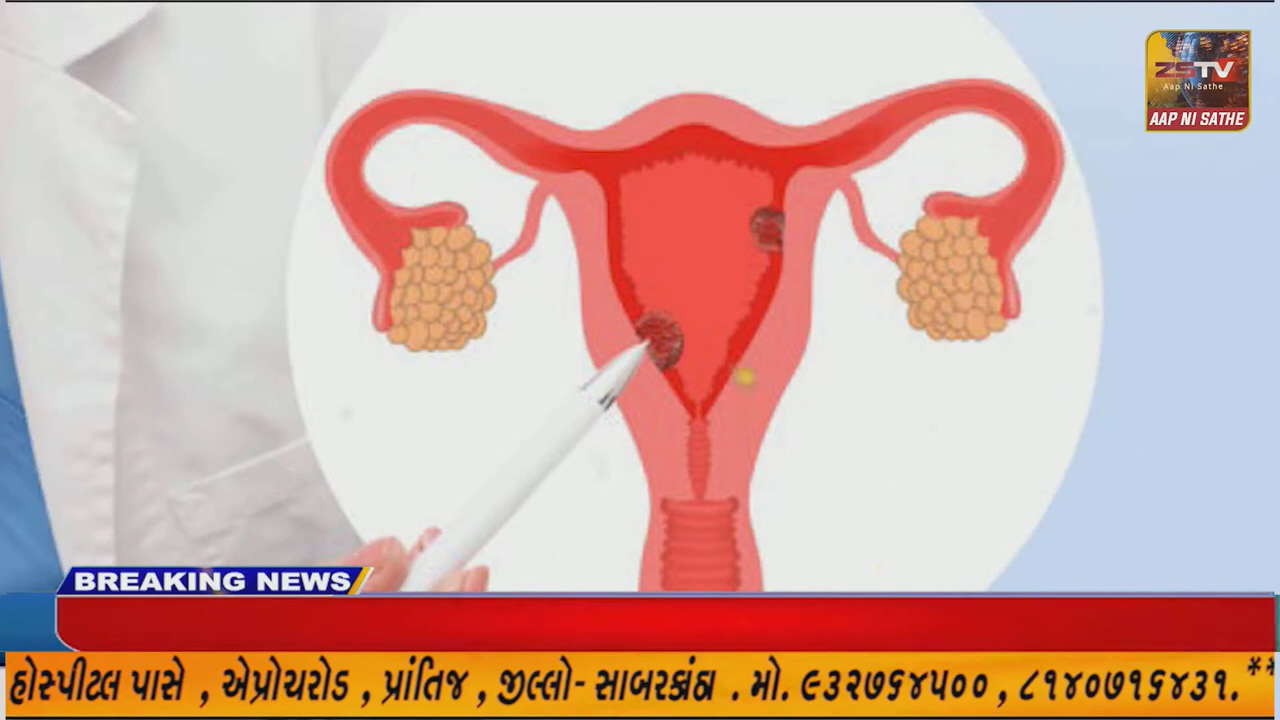 ZSTV
Aap Ni Sathe
AAP NI SATHE
BREAKING NEWS
હોસ્પીટલ પાસે , એપ્રોચરોડ , પ્રાંતિજ , જીલ્લો- સાબરકાંઠા . મો. ૯૩૨૭૬૪૫૦૦ , ૮૧૪૦૭૧૬૪૩૧. **